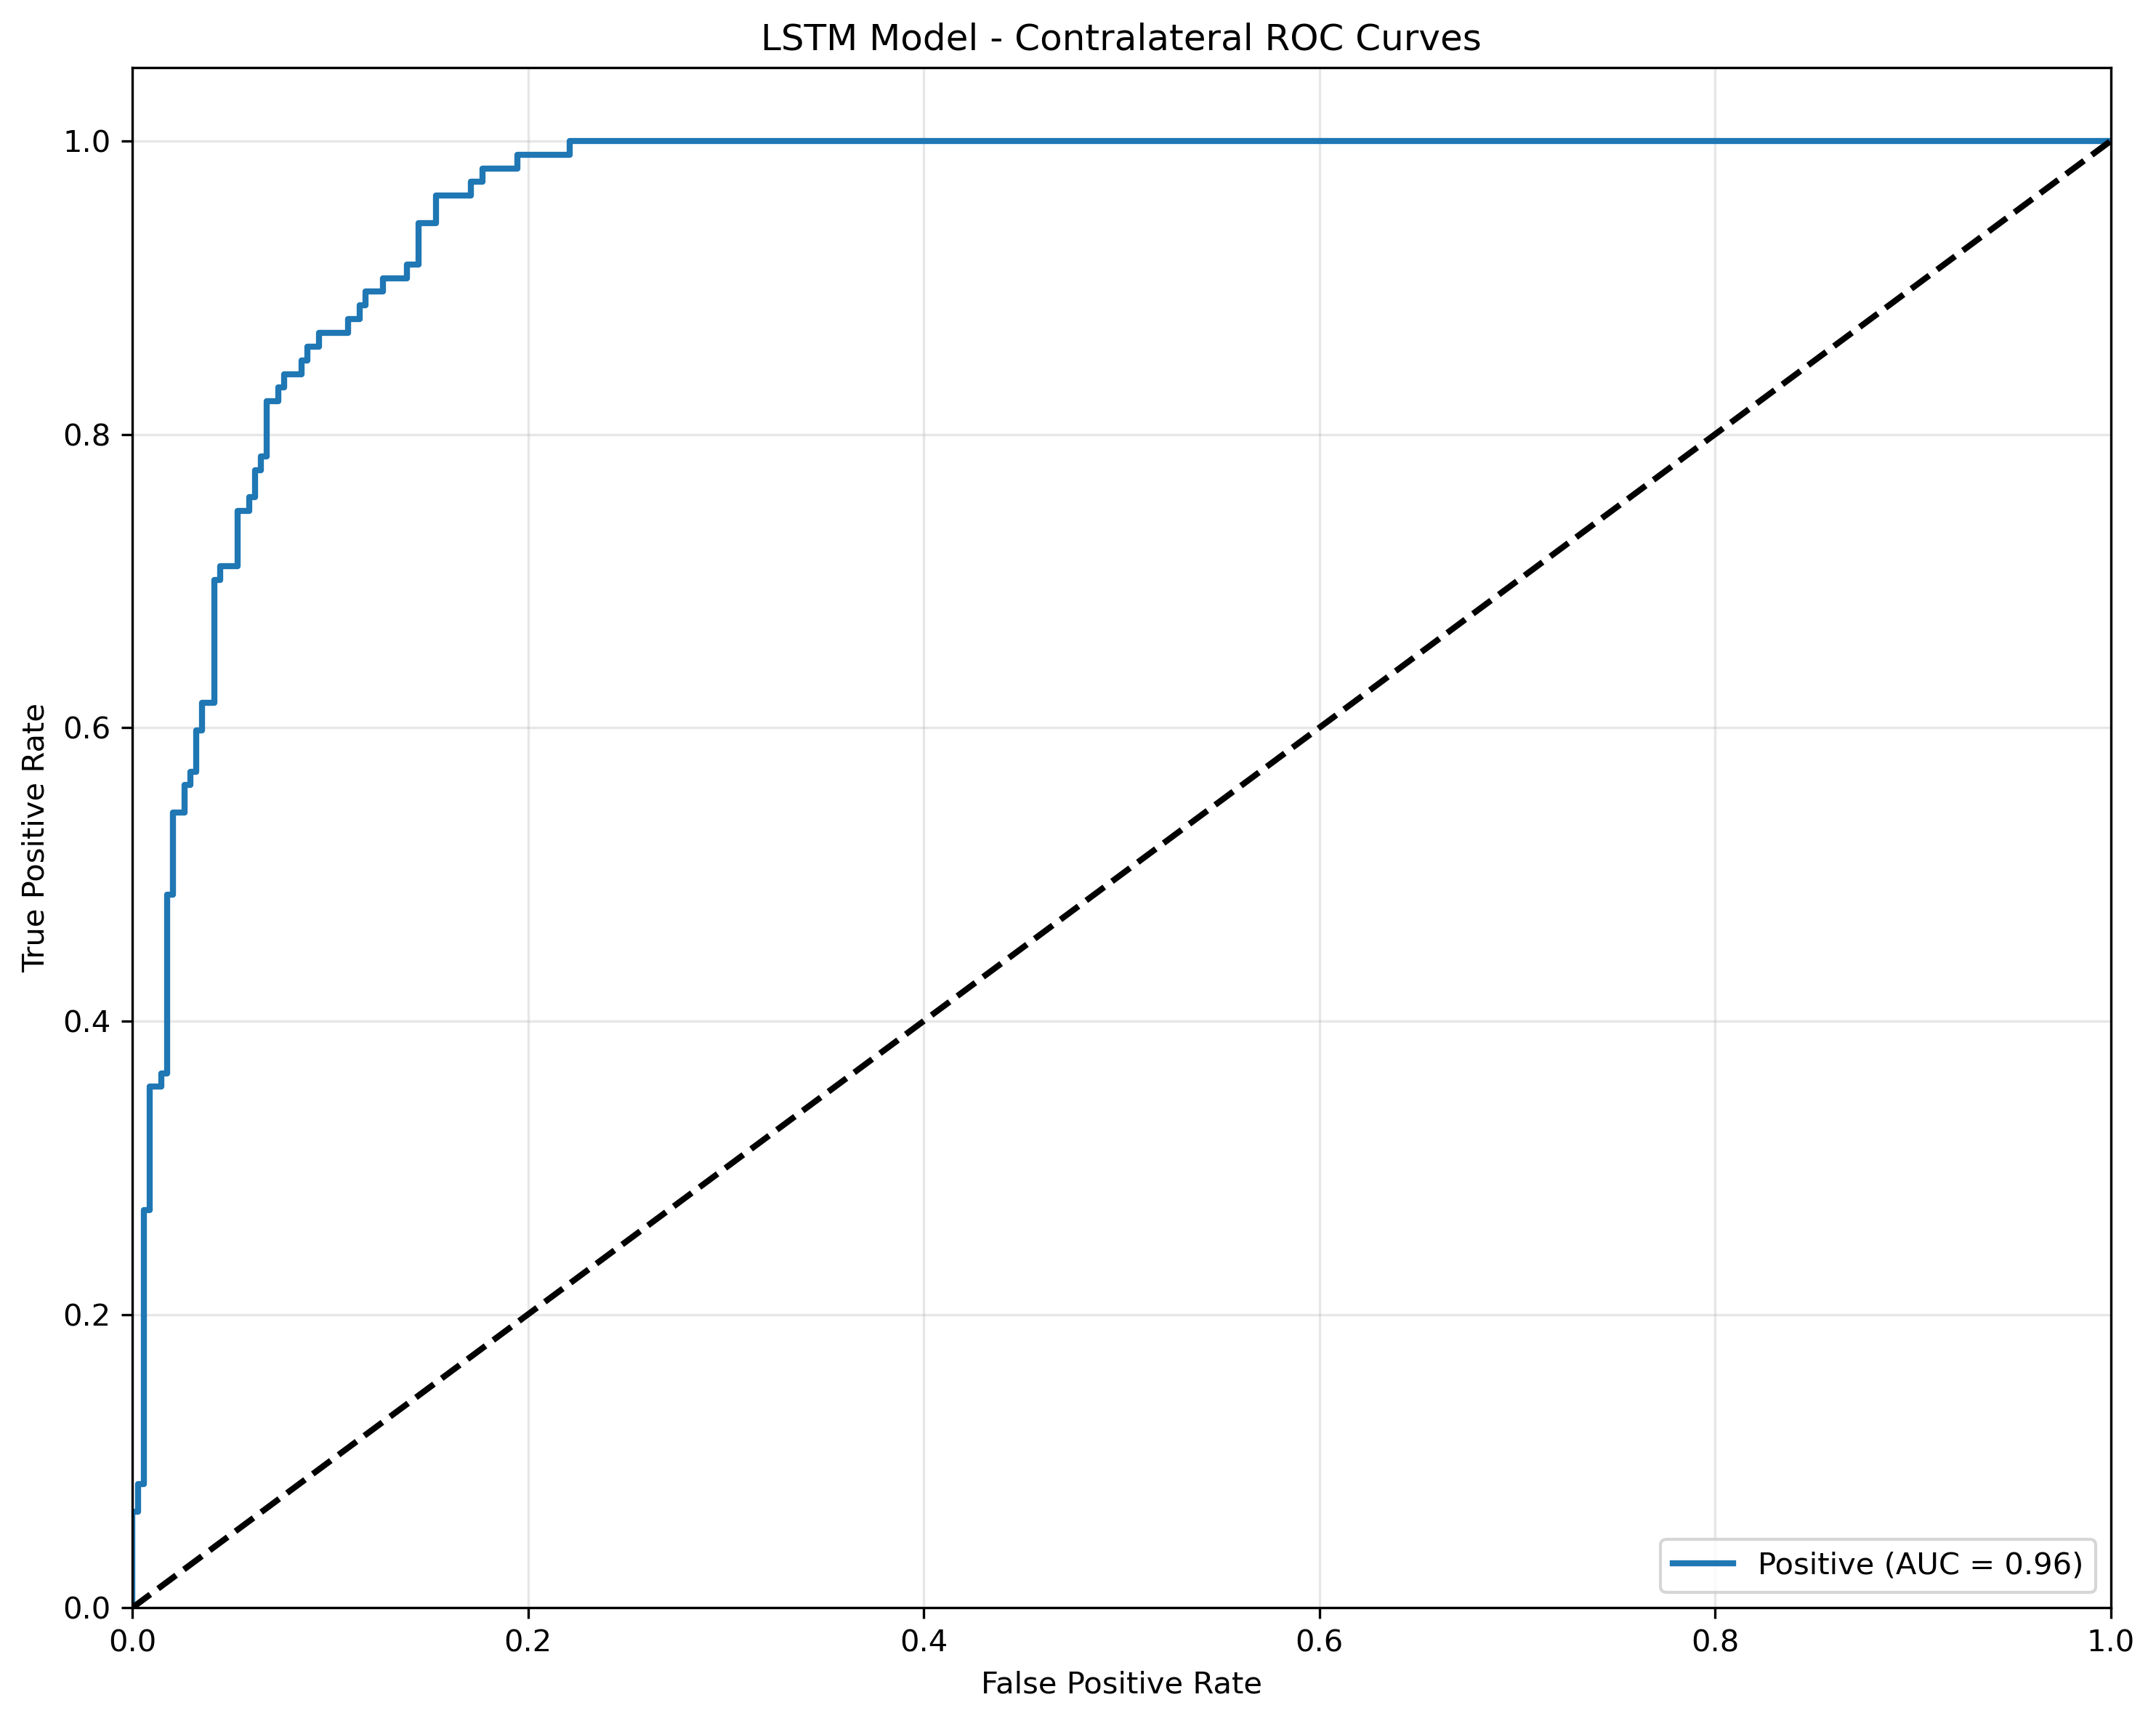 LSTM Model - Contralateral ROC Curves
1.0
0.8
0.6
0.4
0.2
0.0
True Positive Rate
0.0 0.2 0.4 0.6 0.8 1.0
False Positive Rate
Positive (AUC = 0.96)